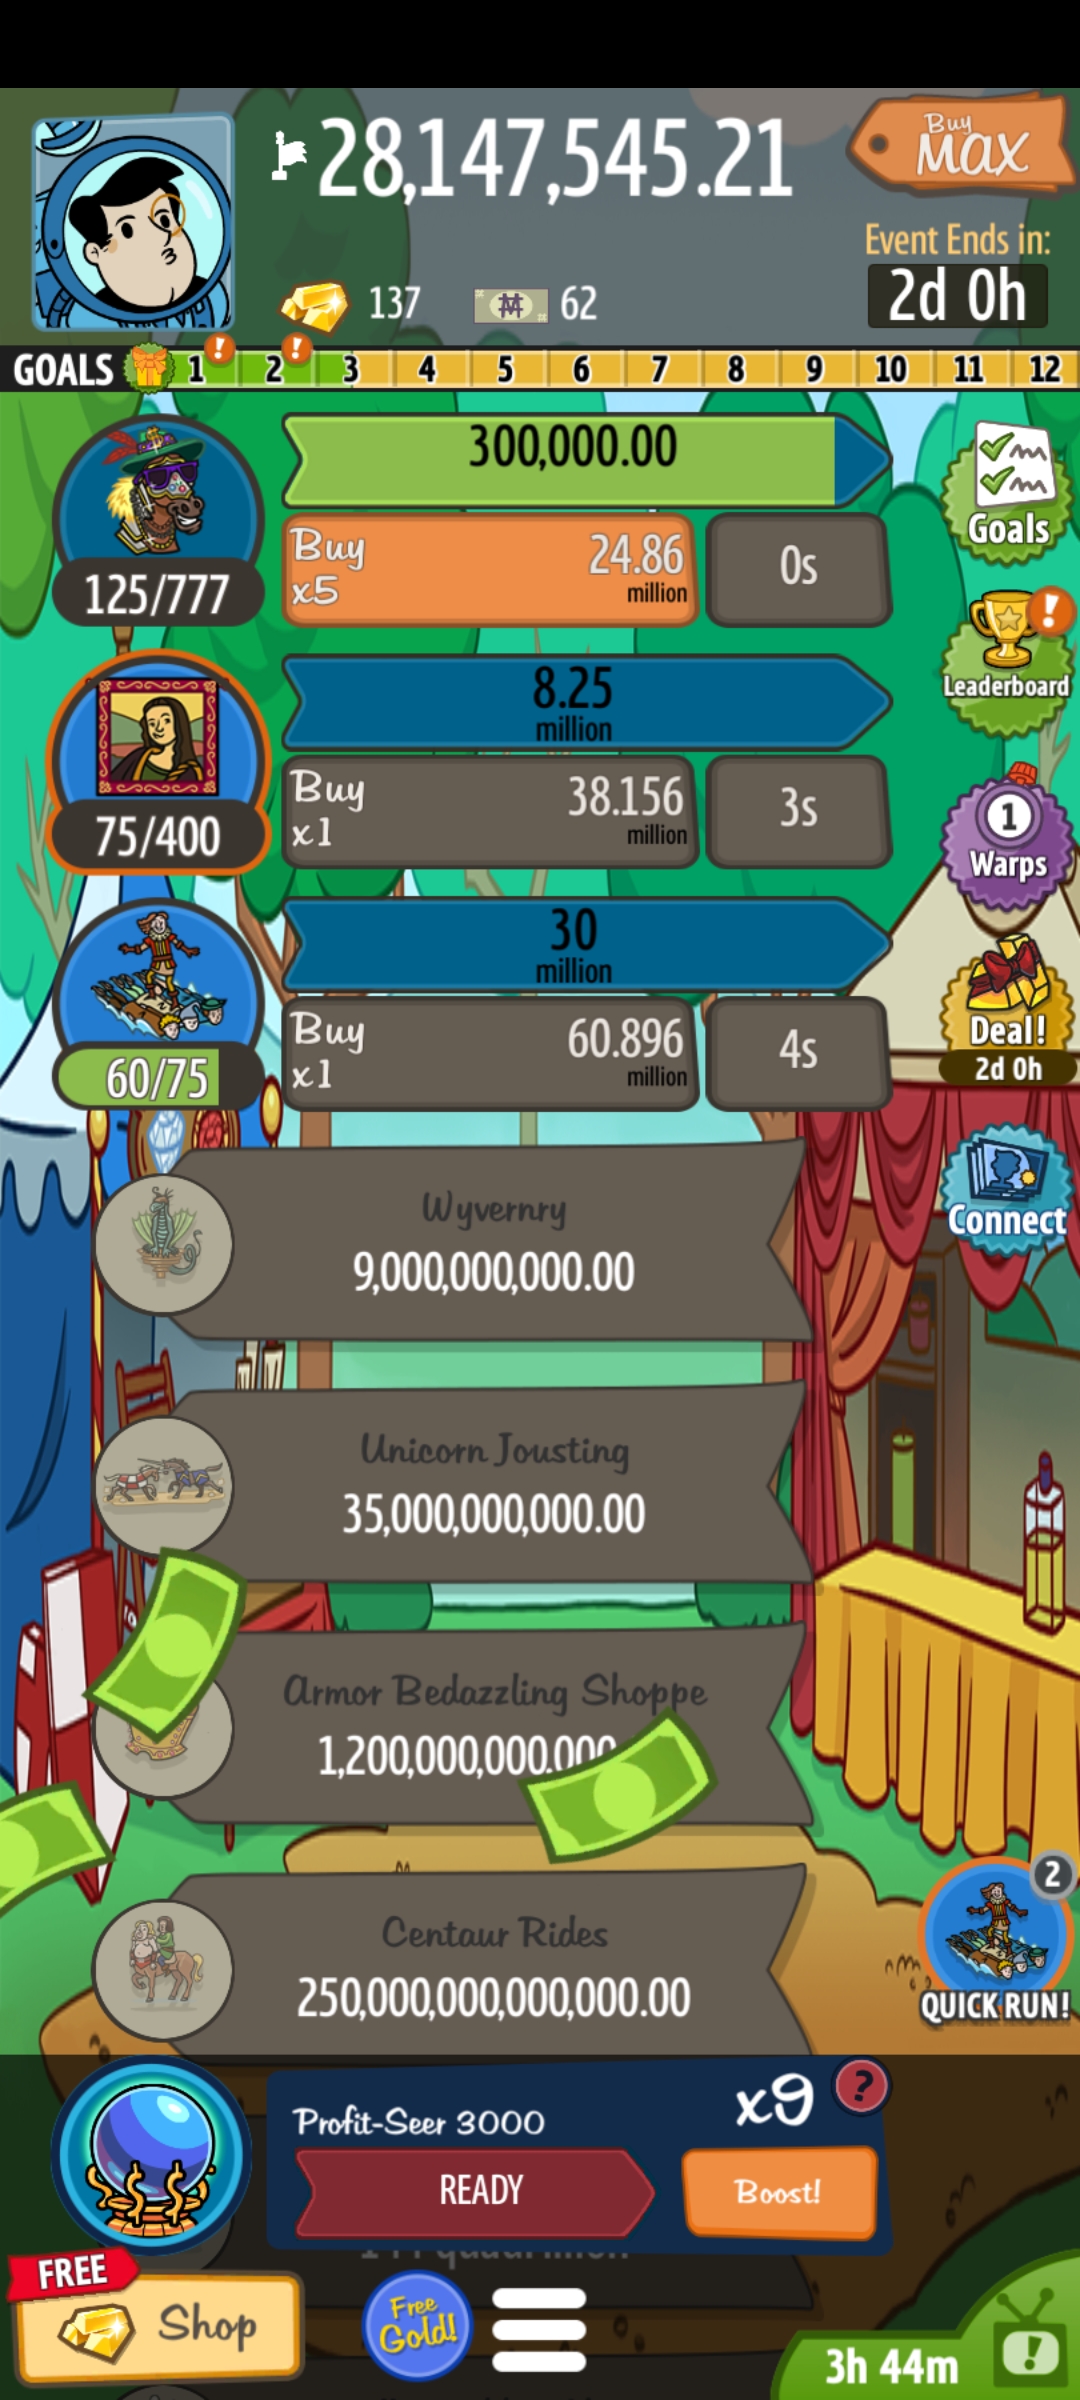 28,147,545.21
Buy
MAX
Event Ends in:
137
62
2d 0h
GOALS 1 ! 2 ! 3 4 5 6 7 8 9 10 11 12
300,000.00
Buy
x5
24.86
million
0s
125/777
Goals
8.25
million
Buy
x1
38.156
million
3s
75/400
!
Leaderboard
1
Warps
30
million
Buy
x1
60.896
million
4s
60/75
Deal!
2d 0h
Connect
Wyvernry
9,000,000,000.00
Unicorn Jousting
35,000,000,000.00
Armor Bedazzling Shoppe
1,200,000,000,000
Centaur Rides
250,000,000,000,000.00
2
QUICK RUN!
Profit-Seer 3000
x9
?
READY
Boost!
FREE
Shop
Free
Gold!
3h 44m
!